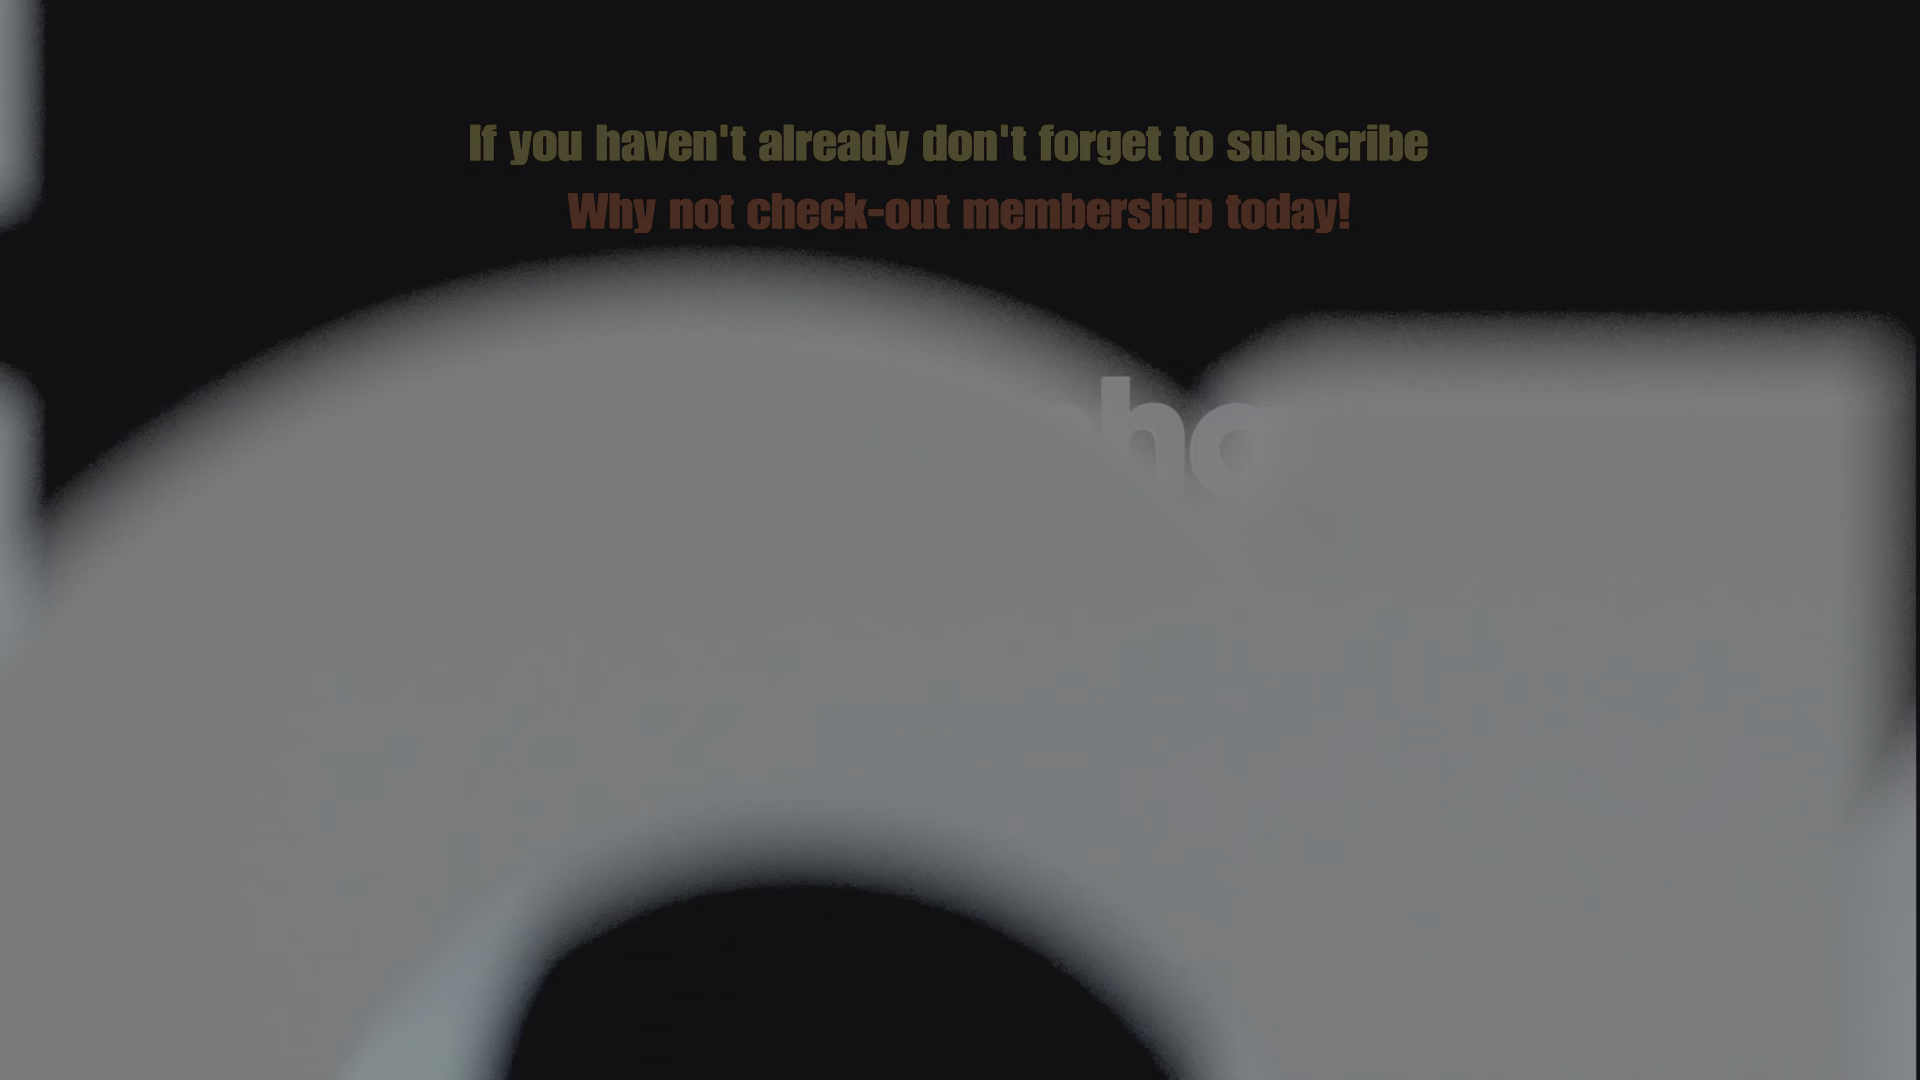 If you haven't already don't forget to subscribe
Why not check-out membership today!